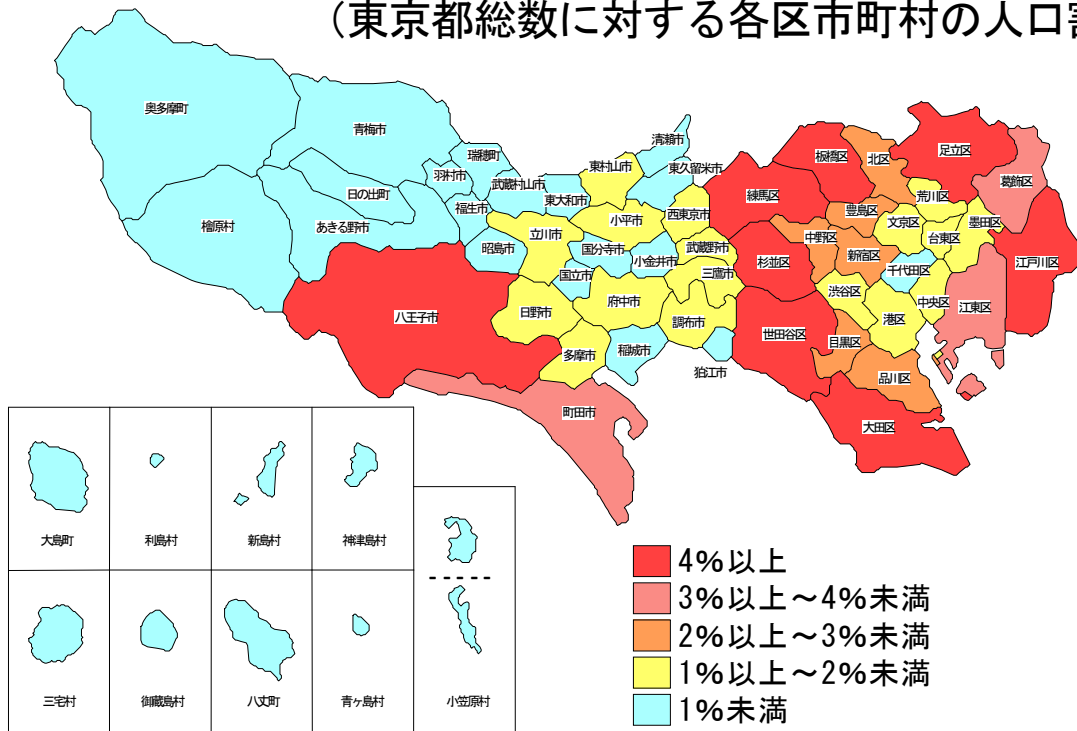 (東京都総数に対する各区市町村の人口割
奥多摩町
青梅市
瑞穂町
羽村市
日の出町
武蔵村山市
福生市
東大和市
檜原村
あきる野市
昭島市
立川市
東村山市
清瀬市
東久留米市
小平市
西東京市
国分寺市
小金井市
武蔵野市
国立市
三鷹市
八王子市
日野市
府中市
調布市
多摩市
稲城市
狛江市
町田市
板橋区
北区
足立区
葛飾区
練馬区
豊島区
荒川区
文京区
台東区
墨田区
中野区
新宿区
杉並区
千代田区
江戸川区
渋谷区
中央区
江東区
港区
世田谷区
目黒区
品川区
大田区
大島町
利島村
新島村
神津島村
三宅村
御蔵島村
八丈町
青ヶ島村
小笠原村
4%以上
3%以上～4%未満
2%以上～3%未満
1%以上～2%未満
1%未満